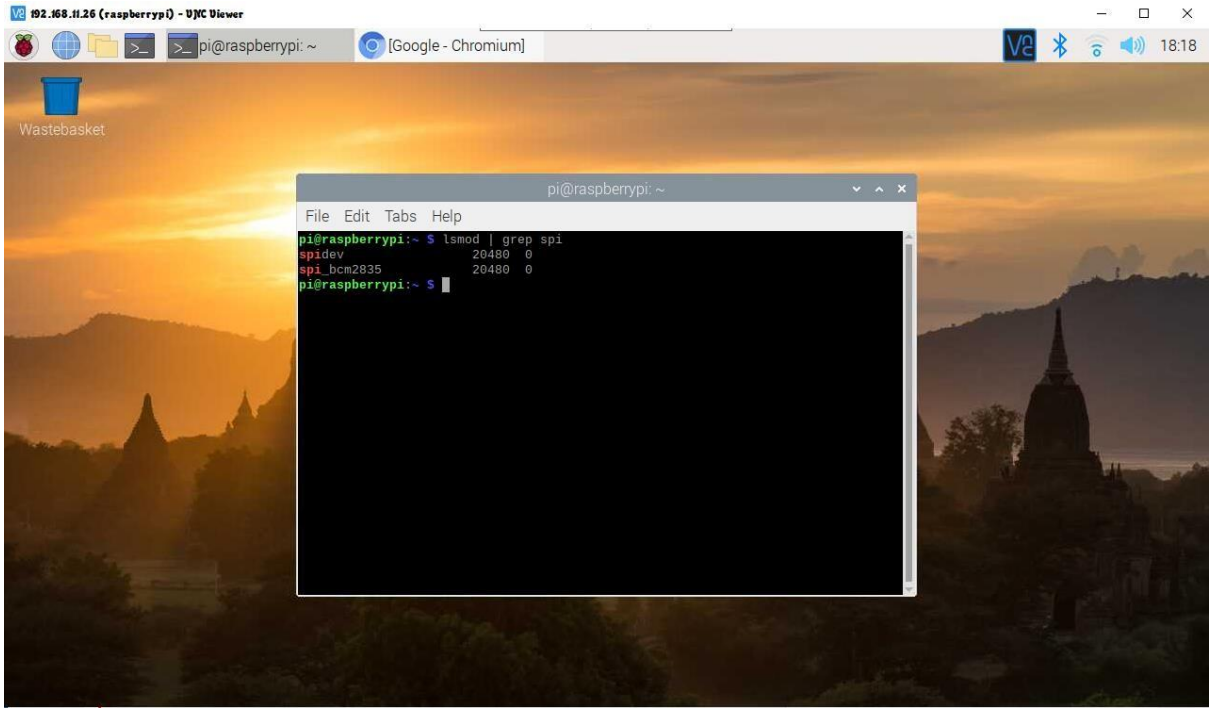 192.168.11.26 (raspberrypi) - VNC Viewer
pi@raspberrypi: ~
[Google - Chromium]
18:18
Wastebasket
pi@raspberrypi: ~
File Edit Tabs Help
pi@raspberrypi:~ $ lsmod | grep spi
spidev 20480 0
spi_bcm2835 20480 0
pi@raspberrypi:~ $